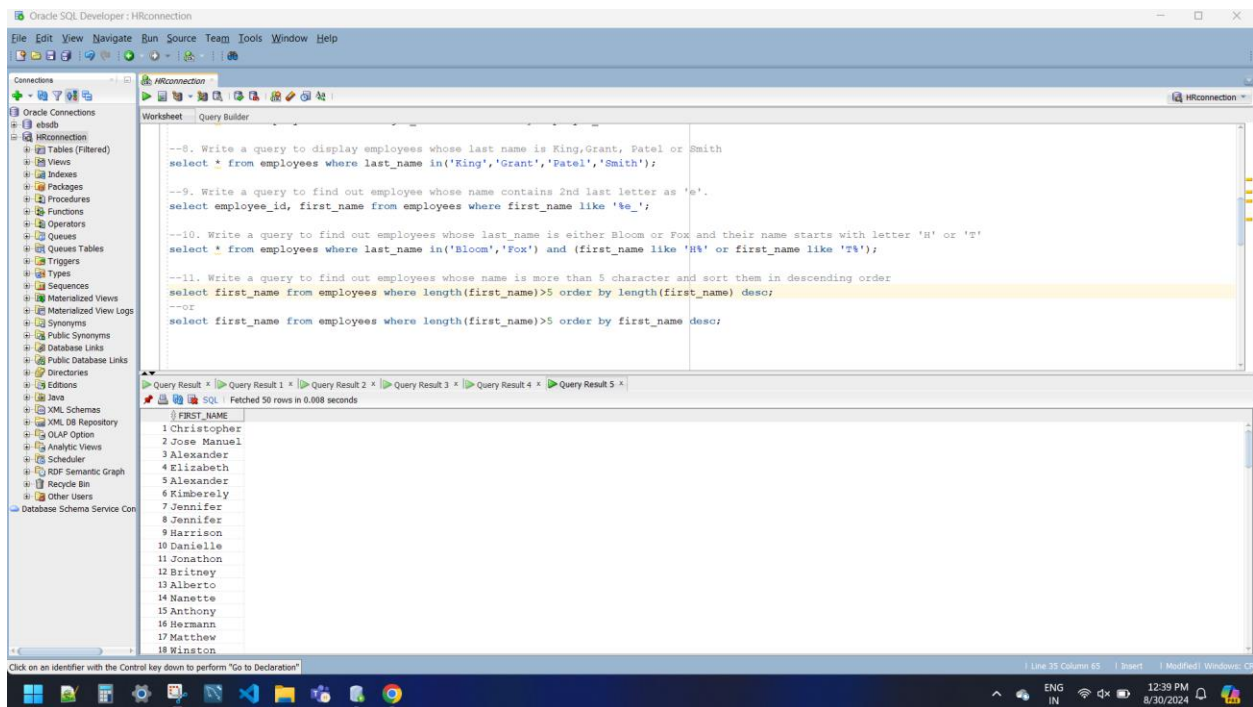 Oracle SQL Developer : HRconnection
File Edit View Navigate Run Source Team Tools Window Help
Connections
HRconnection
HRconnection
Worksheet Query Builder
Oracle Connections
ebsdb
HRconnection
Tables (Filtered)
Views
Indexes
Packages
Procedures
Functions
Operators
Queues
Queues Tables
Triggers
Types
Sequences
Materialized Views
Materialized View Logs
Synonyms
Public Synonyms
Database Links
Public Database Links
Directories
Editions
Java
XML Schemas
XML DB Repository
OLAP Option
Analytic Views
Scheduler
RDF Semantic Graph
Recycle Bin
Other Users
Database Schema Service Con
--8. Write a query to display employees whose last name is King,Grant, Patel or Smith
select * from employees where last_name in('King','Grant','Patel','Smith');
--9. Write a query to find out employee whose name contains 2nd last letter as 'e'.
select employee_id, first_name from employees where first_name like '%e_';
--10. Write a query to find out employees whose last_name is either Bloom or Fox and their name starts with letter 'H' or 'T'
select * from employees where last_name in('Bloom','Fox') and (first_name like 'H%' or first_name like 'T%');
--11. Write a query to find out employees whose name is more than 5 character and sort them in descending order
select first_name from employees where length(first_name)>5 order by length(first_name) desc;
--or
select first_name from employees where length(first_name)>5 order by first_name desc;
Query Result × Query Result 1 × Query Result 2 × Query Result 3 × Query Result 4 × Query Result 5 ×
SQL | Fetched 50 rows in 0.008 seconds
FIRST_NAME
1 Christopher
2 Jose Manuel
3 Alexander
4 Elizabeth
5 Alexander
6 Kimberely
7 Jennifer
8 Jennifer
9 Harrison
10 Danielle
11 Jonathon
12 Britney
13 Alberto
14 Nanette
15 Anthony
16 Hermann
17 Matthew
18 Winston
Click on an identifier with the Control key down to perform "Go to Declaration"
Line 35 Column 65 | Insert | Modified | Windows: CF
ENG
IN
12:39 PM
8/30/2024